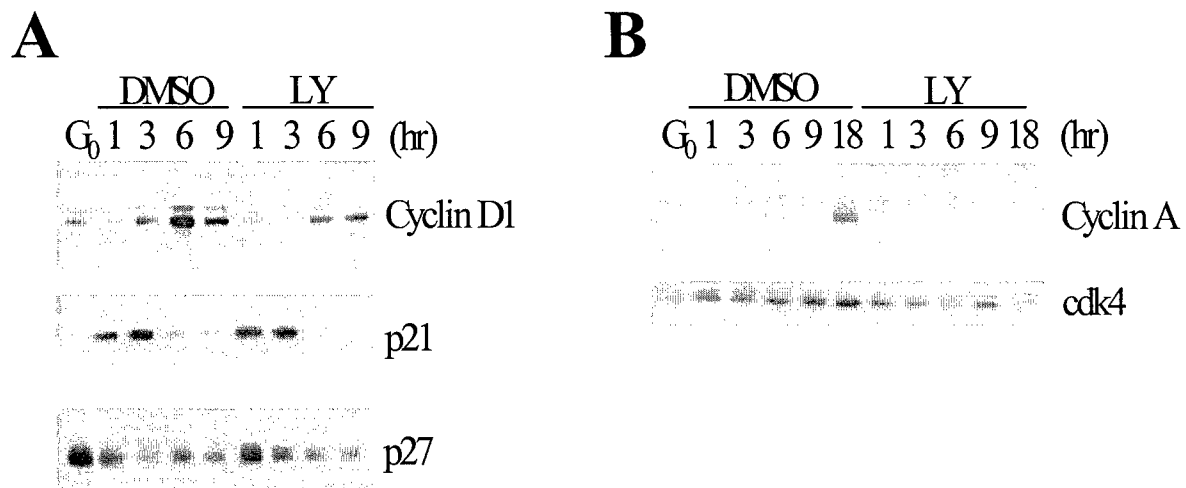 A
DMSO LY
G0 1 3 6 9 1 3 6 9 (hr)
Cyclin D1
p21
p27
B
DMSO LY
G0 1 3 6 9 18 1 3 6 9 18 (hr)
Cyclin A
cdk4